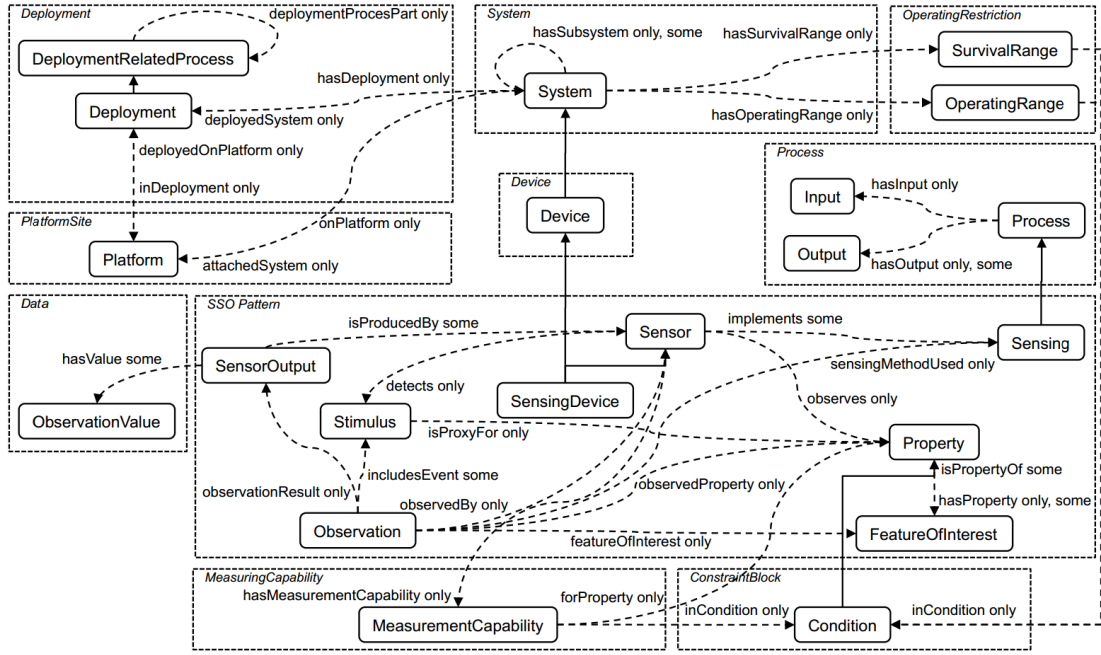 Deployment
deploymentProcesPart only
DeploymentRelatedProcess
Deployment
hasDeployment only
deployedSystem only
deployedOnPlatform only
inDeployment only
System
hasSubsystem only, some
System
hasSurvivalRange only
hasOperatingRange only
OperatingRestriction
SurvivalRange
OperatingRange
PlatformSite
Platform
onPlatform only
attachedSystem only
Device
Device
Process
Input
hasInput only
Process
Output
hasOutput only, some
Data
hasValue some
ObservationValue
SSO Pattern
isProducedBy some
Sensor
implements some
SensorOutput
Sensing
sensingMethodUsed only
detects only
SensingDevice
observes only
Stimulus
isProxyFor only
Property
isPropertyOf some
includesEvent some
observationResult only
observedBy only
observedProperty only
hasProperty only, some
Observation
featureOfInterest only
FeatureOfInterest
MeasuringCapability
hasMeasurementCapability only
forProperty only
MeasurementCapability
inCondition only
ConstraintBlock
Condition
inCondition only